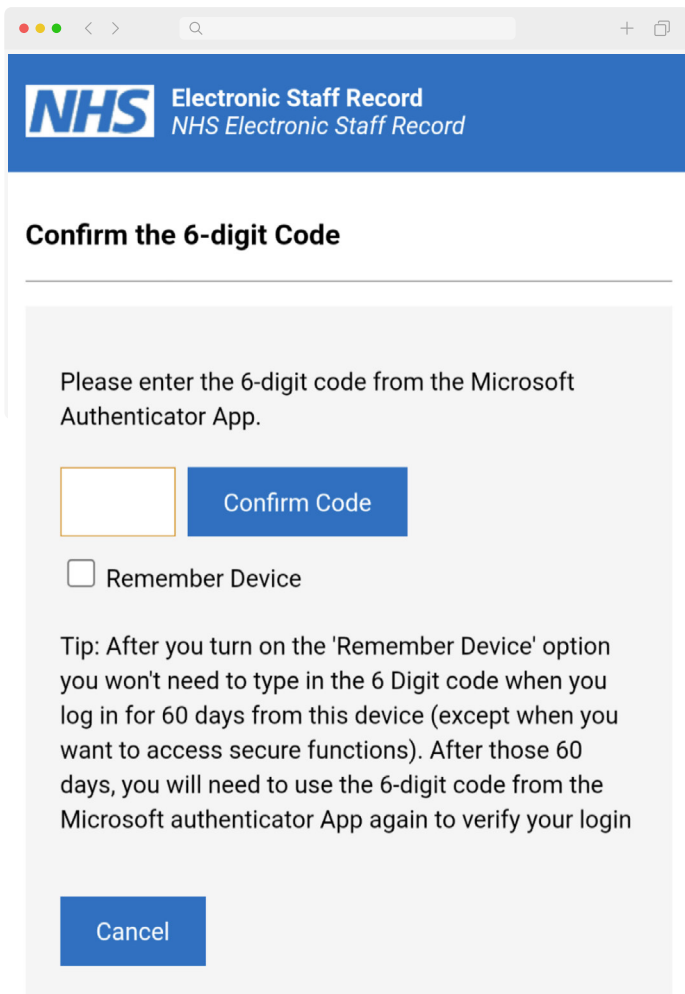 NHS
Electronic Staff Record
NHS Electronic Staff Record
Confirm the 6-digit Code
Please enter the 6-digit code from the Microsoft
Authenticator App.
Confirm Code
Remember Device
Tip: After you turn on the 'Remember Device' option
you won't need to type in the 6 Digit code when you
log in for 60 days from this device (except when you
want to access secure functions). After those 60
days, you will need to use the 6-digit code from the
Microsoft authenticator App again to verify your login
Cancel